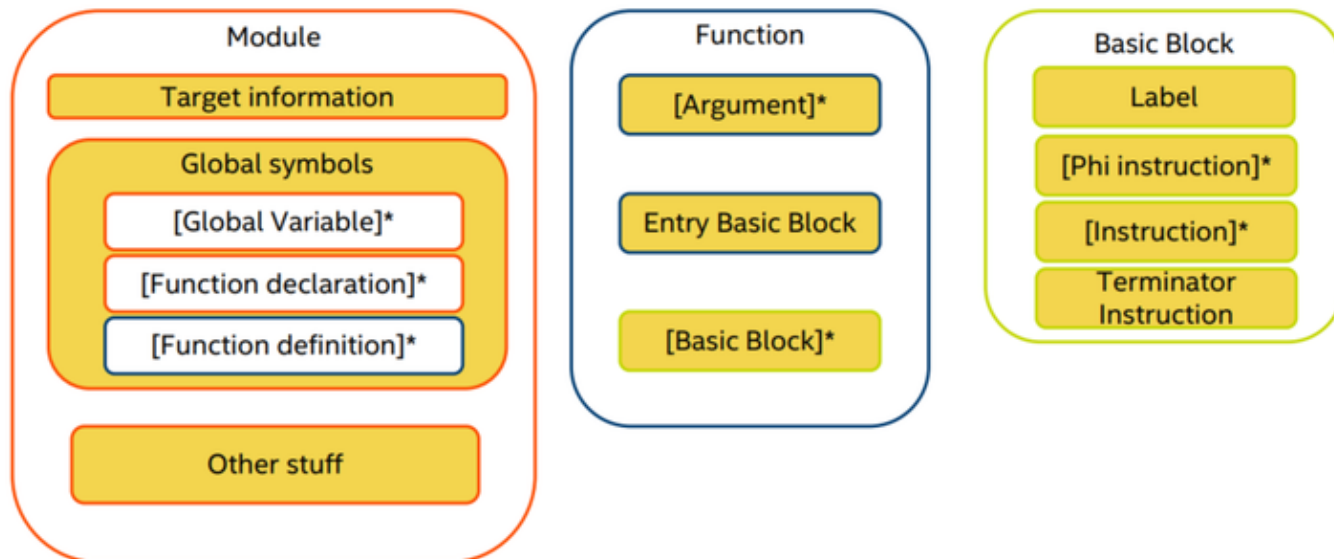 Module
Target information
Global symbols
[Global Variable]*
[Function declaration]*
[Function definition]*
Other stuff
Function
[Argument]*
Entry Basic Block
[Basic Block]*
Basic Block
Label
[Phi instruction]*
[Instruction]*
Terminator
Instruction